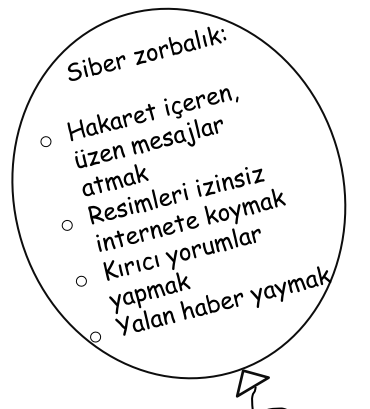 Siber zorbalık:
○ Hakaret içeren,
üzen mesajlar
atmak
○ Resimleri izinsiz
internete koymak
○ Kırıcı yorumlar
yapmak
○ Yalan haber yaymak